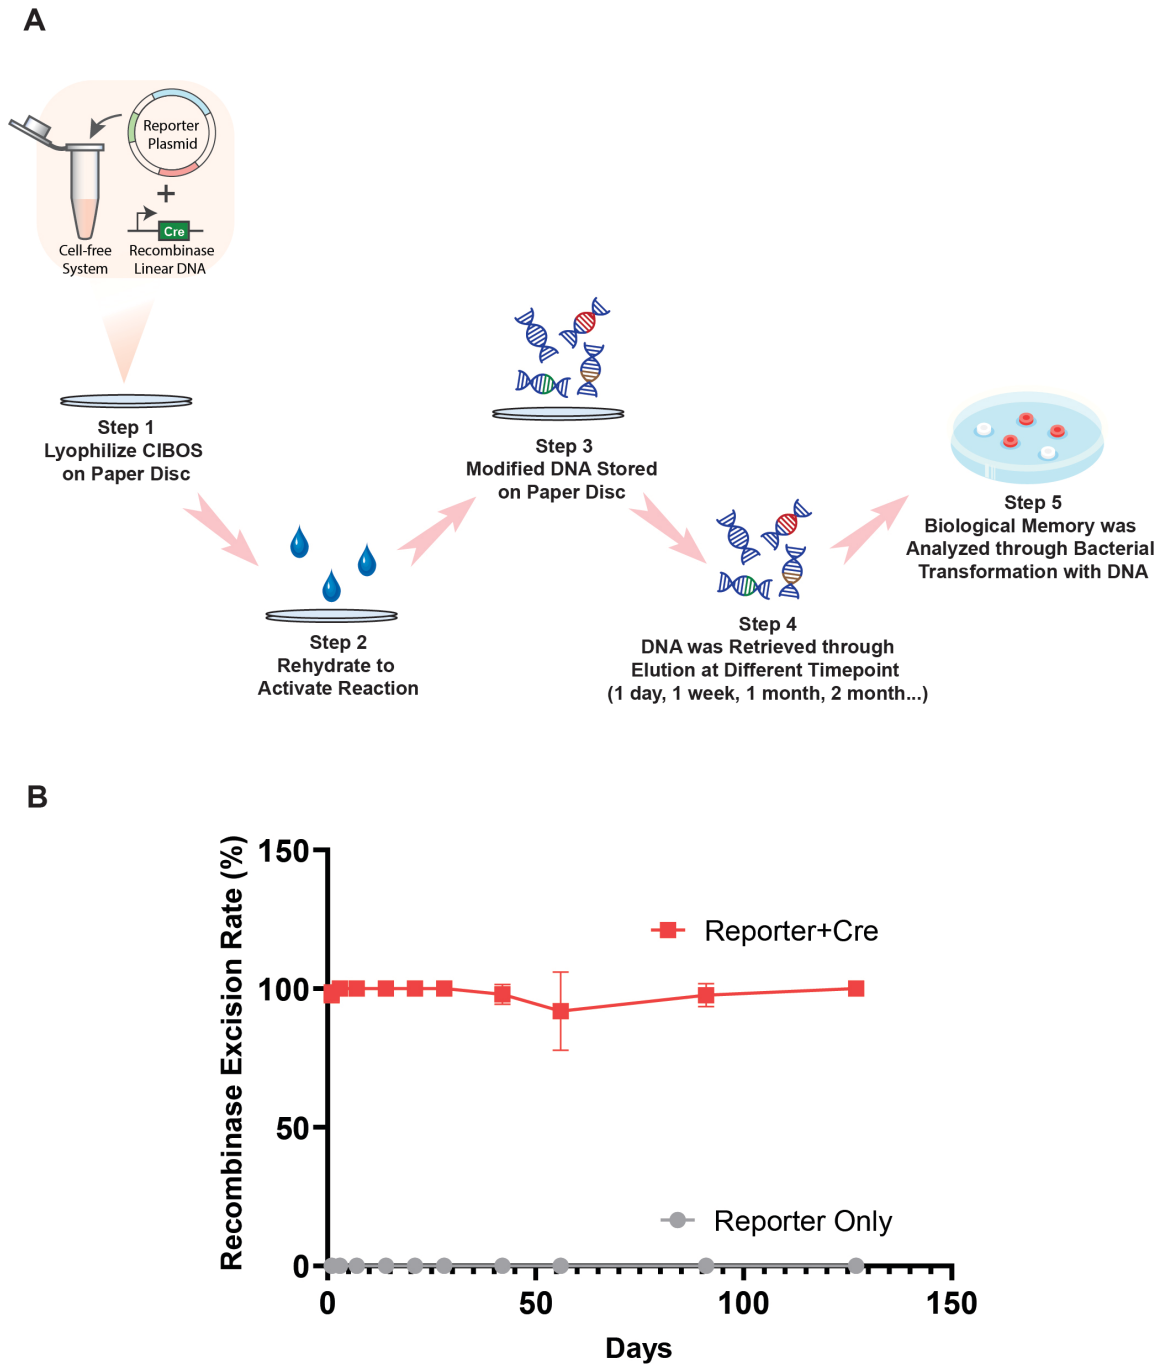 A
Reporter
Plasmid
+
Cre
Cell-free
System
Recombinase
Linear DNA
Step 1
Lyophilize CIBOS
on Paper Disc
Step 2
Rehydrate to
Activate Reaction
Step 3
Modified DNA Stored
on Paper Disc
Step 4
DNA was Retrieved through
Elution at Different Timepoint
(1 day, 1 week, 1 month, 2 month...)
Step 5
Biological Memory was
Analyzed through Bacterial
Transformation with DNA
B
Recombinase Excision Rate (%)
150
100
50
0
Reporter+Cre
Reporter Only
0
50
100
150
Days